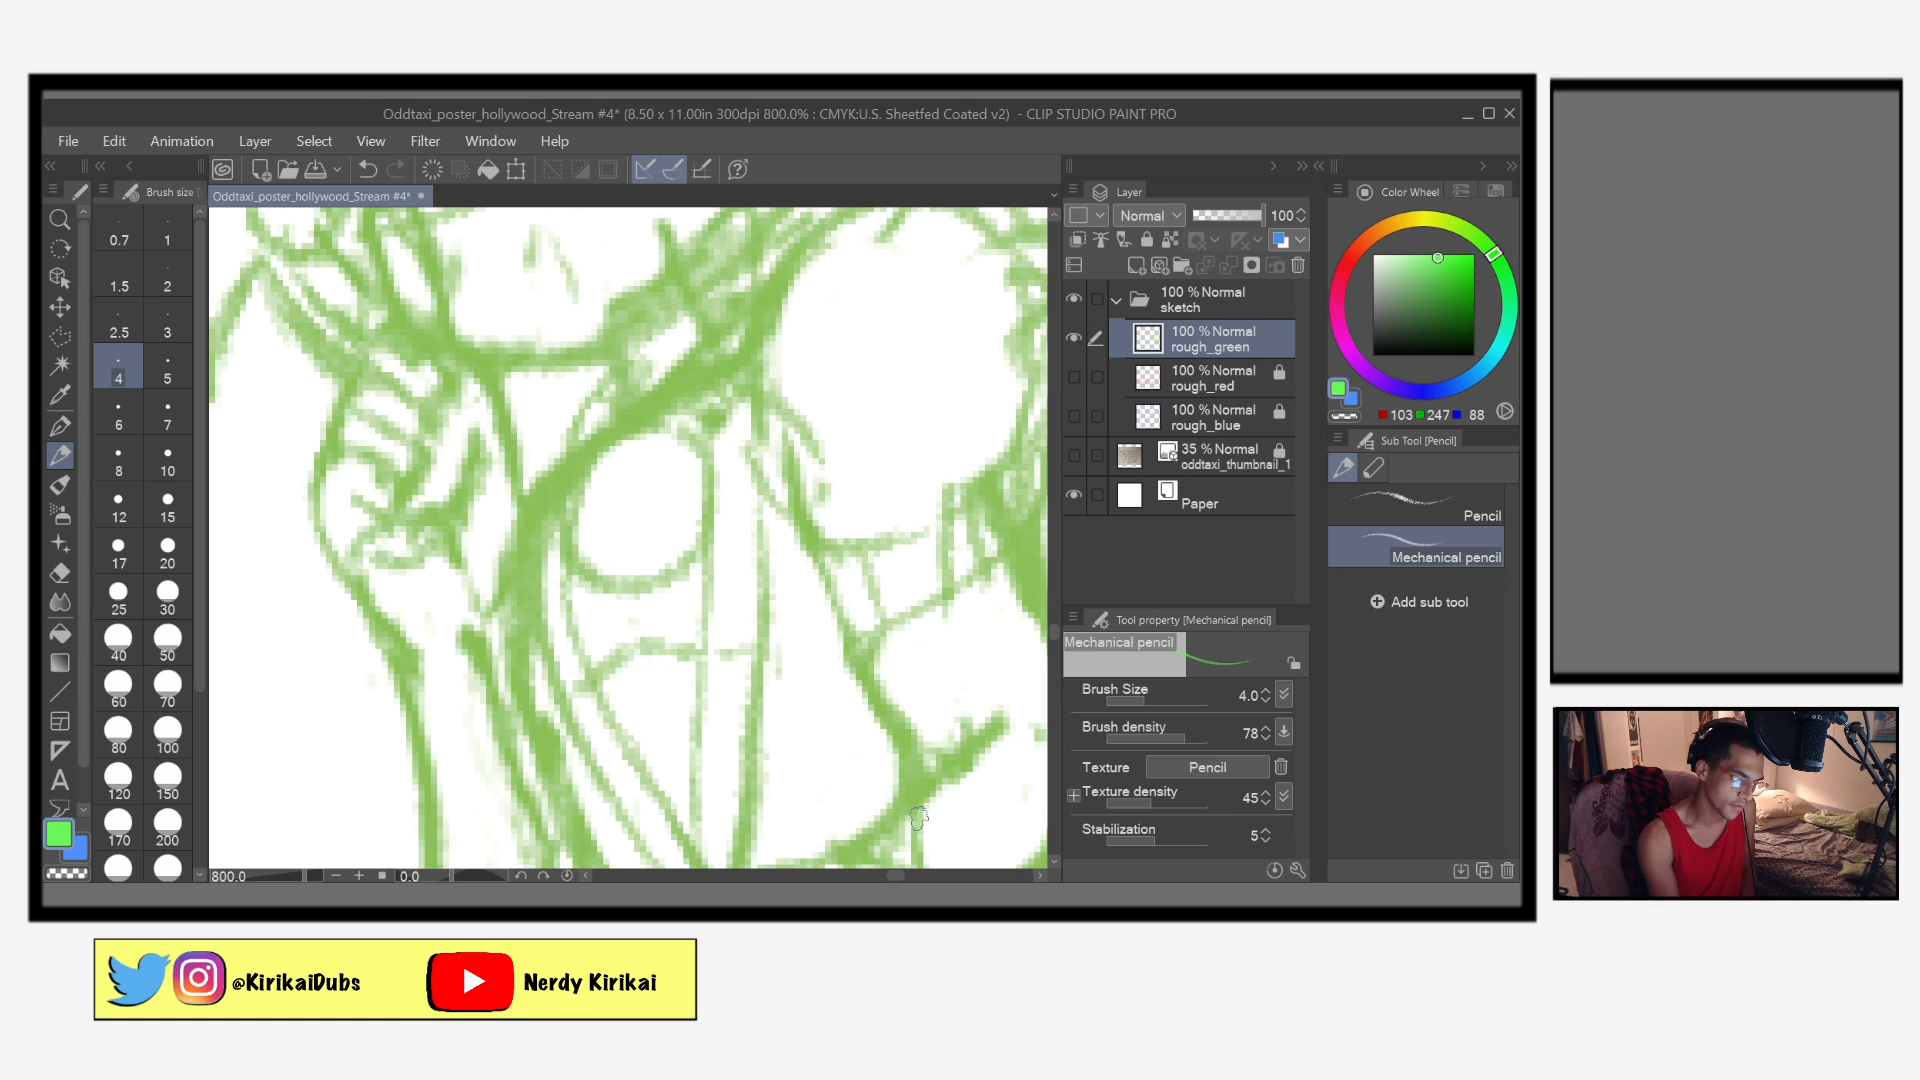 Oddtaxi_poster_hollywood_Stream #4* (8.50 x 11.00in 300dpi 800.0% : CMYK:U.S. Sheetfed Coated v2) - CLIP STUDIO PAINT PRO
File Edit Animation Layer Select View Filter Window Help
Brush size
Oddtaxi_poster_hollywood_Stream #4*
0.7 1
1.5 2
2.5 3
4 5
6 7
8 10
12 15
17 20
25 30
40 50
60 70
80 100
120 150
170 200
800.0 0.0
Layer
Normal 100
100 % Normal
sketch
100 % Normal
rough_green
100 % Normal
rough_red
100 % Normal
rough_blue
35 % Normal
oddtaxi_thumbnail_1
Paper
Tool property [Mechanical pencil]
Mechanical pencil
Brush Size 4.0
Brush density 78
Texture Pencil
Texture density 45
Stabilization 5
Color Wheel
103 247 88
Sub Tool [Pencil]
Pencil
Mechanical pencil
Add sub tool
@KirikaiDubs Nerdy Kirikai